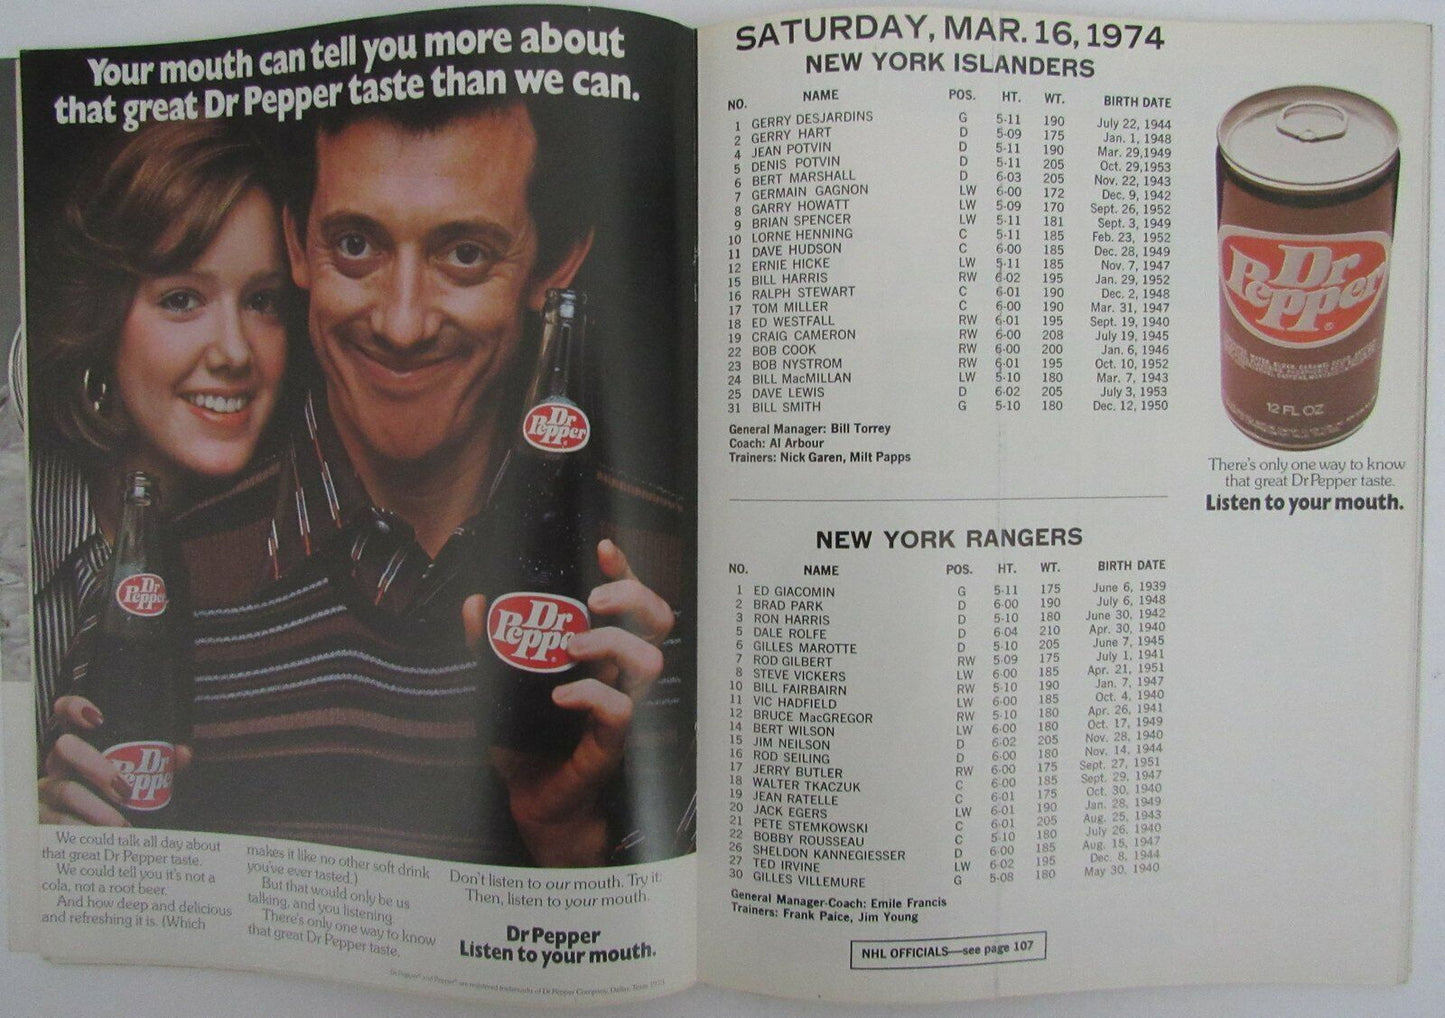 Your mouth can tell you more about
that great Dr Pepper taste than we can.
Dr
Pepper
Dr
Pepper
Dr
Pepper
Dr
Pepper
We could talk all day about
that great Dr Pepper taste.
We could tell you it's not a
cola, not a root beer.
And how deep and delicious
and refreshing it is. (Which
makes it like no other soft drink
you've ever tasted.)
But that would only be us
talking, and you listening.
There's only one way to know
that great Dr Pepper taste.
Don't listen to our mouth. Try it.
Then, listen to your mouth.
Dr Pepper
Listen to your mouth.
Dr Pepper® and Pepper® are registered trademarks of Dr Pepper Company, Dallas, Texas 1973
SATURDAY, MAR. 16, 1974
NEW YORK ISLANDERS
NO. NAME POS. HT. WT. BIRTH DATE
1 GERRY DESJARDINS G 5-11 190 July 22, 1944
2 GERRY HART D 5-09 175 Jan. 1, 1948
4 JEAN POTVIN D 5-11 190 Mar. 29,1949
5 DENIS POTVIN D 5-11 205 Oct. 29,1953
6 BERT MARSHALL D 6-03 205 Nov. 22, 1943
7 GERMAIN GAGNON LW 6-00 172 Dec. 9, 1942
8 GARRY HOWATT LW 5-09 170 Sept. 26, 1952
9 BRIAN SPENCER LW 5-11 181 Sept. 3, 1949
10 LORNE HENNING C 5-11 185 Feb. 23, 1952
11 DAVE HUDSON C 6-00 185 Dec. 28, 1949
12 ERNIE HICKE LW 5-11 185 Nov. 7, 1947
15 BILL HARRIS RW 6-02 195 Jan. 29, 1952
16 RALPH STEWART C 6-01 190 Dec. 2, 1948
17 TOM MILLER C 6-00 190 Mar. 31, 1947
18 ED WESTFALL RW 6-01 195 Sept. 19, 1940
19 CRAIG CAMERON RW 6-00 208 July 19, 1945
22 BOB COOK RW 6-00 200 Jan. 6, 1946
23 BOB NYSTROM RW 6-01 195 Oct. 10, 1952
24 BILL MacMILLAN LW 5-10 180 Mar. 7, 1943
25 DAVE LEWIS D 6-02 205 July 3, 1953
31 BILL SMITH G 5-10 180 Dec. 12, 1950
General Manager: Bill Torrey
Coach: Al Arbour
Trainers: Nick Garen, Milt Papps
NEW YORK RANGERS
NO. NAME POS. HT. WT. BIRTH DATE
1 ED GIACOMIN G 5-11 175 June 6, 1939
2 BRAD PARK D 6-00 190 July 6, 1948
3 RON HARRIS D 5-10 180 June 30, 1942
5 DALE ROLFE D 6-04 210 Apr. 30, 1940
6 GILLES MAROTTE D 5-10 205 June 7, 1945
7 ROD GILBERT RW 5-09 175 July 1, 1941
8 STEVE VICKERS LW 6-00 185 Apr. 21, 1951
10 BILL FAIRBAIRN RW 5-10 190 Jan. 7, 1947
11 VIC HADFIELD LW 6-00 185 Oct. 4, 1940
12 BRUCE MacGREGOR RW 5-10 180 Apr. 26, 1941
14 BERT WILSON LW 6-00 180 Oct. 17, 1949
15 JIM NEILSON D 6-02 205 Nov. 28, 1940
16 ROD SEILING D 6-00 180 Nov. 14, 1944
17 JERRY BUTLER RW 6-00 175 Sept. 27, 1951
18 WALTER TKACZUK C 6-00 185 Sept. 29, 1947
19 JEAN RATELLE C 6-01 175 Oct. 30, 1940
20 JACK EGERS LW 6-01 190 Jan. 28, 1949
21 PETE STEMKOWSKI C 6-01 205 Aug. 25, 1943
22 BOBBY ROUSSEAU C 5-10 180 July 26, 1940
26 SHELDON KANNEGIESSER D 6-00 185 Aug. 15, 1947
27 TED IRVINE LW 6-02 195 Dec. 8, 1944
30 GILLES VILLEMURE G 5-08 180 May 30, 1940
General Manager-Coach: Emile Francis
Trainers: Frank Paice, Jim Young
NHL OFFICIALS—see page 107
Dr
Pepper
12 FL OZ
There's only one way to know
that great Dr Pepper taste.
Listen to your mouth.